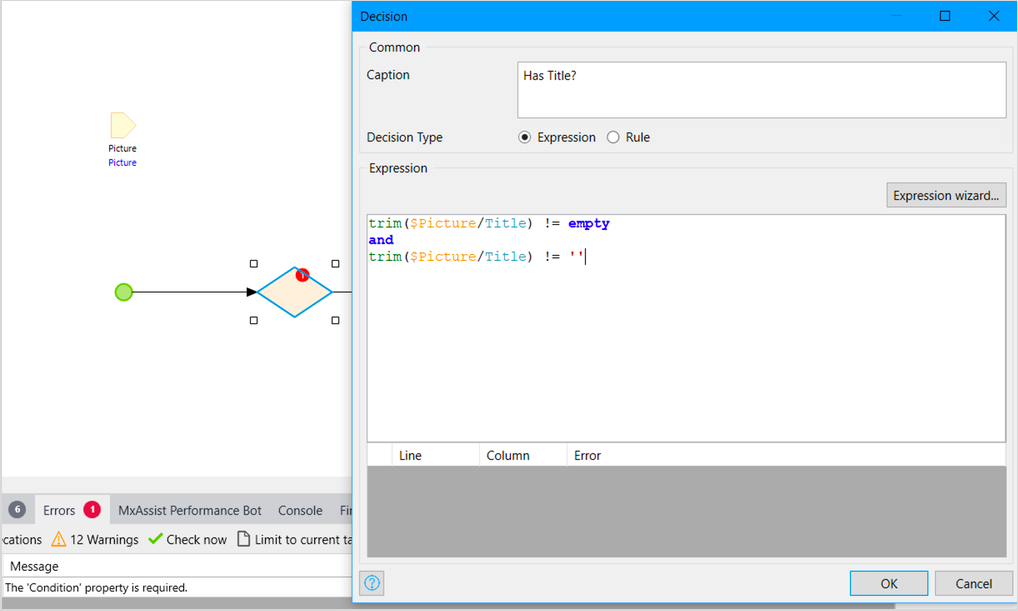 Decision
Common
Caption
Has Title?
Decision Type
Expression
Rule
Expression
Expression wizard...
trim($Picture/Title) != empty
and
trim($Picture/Title) != ''
Line
Column
Error
OK
Cancel
Picture
Picture
6
Errors
1
MxAssist Performance Bot
Console
Fi
cations
12 Warnings
Check now
Limit to current ta
Message
The 'Condition' property is required.